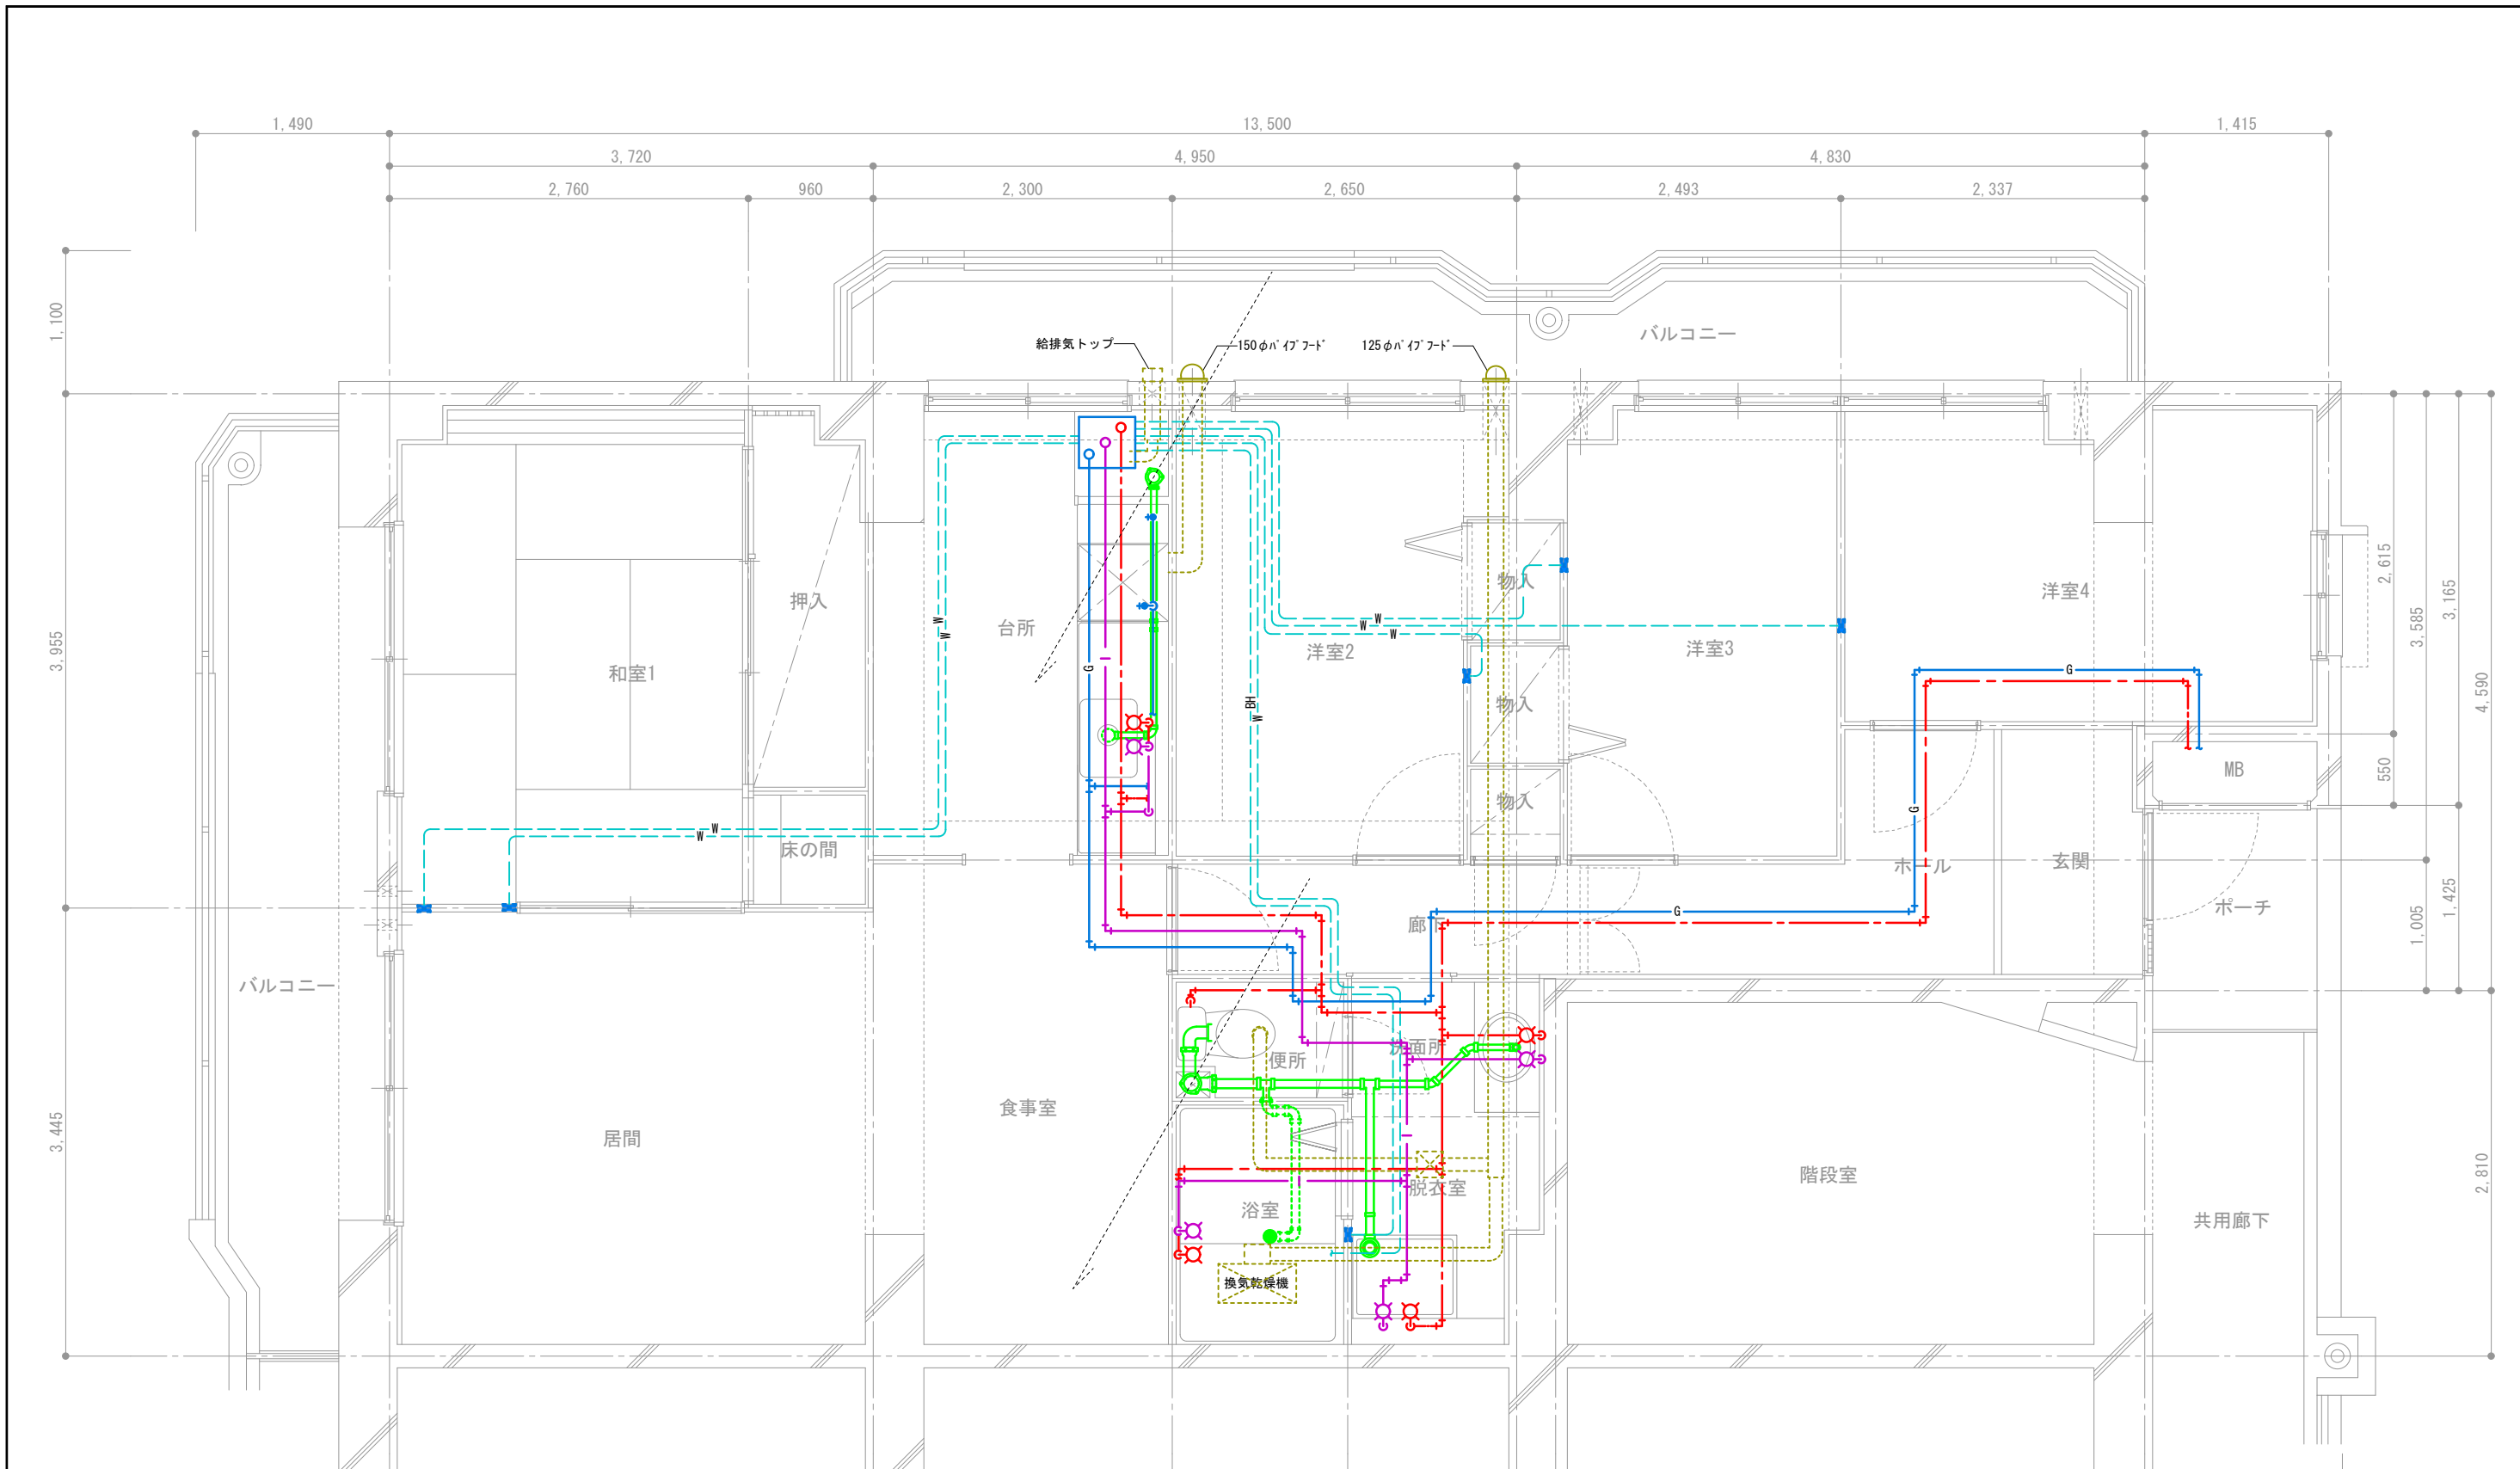 1,490
13,500
1,415
3,720
4,950
4,830
2,760
960
2,300
2,650
2,493
2,337
1,100
3,955
3,445
給排気トップ
150φパイプフード
125φパイプフード
バルコニー
押入
台所
和室1
洋室2
物入
洋室3
洋室4
物入
物入
床の間
W
W
W
W
G
BH
W
W
W
W
G
G
G
MB
ホール
玄関
ポーチ
廊下
バルコニー
居間
食事室
便所
洗面所
浴室
脱衣室
換気乾燥機
階段室
共用廊下
2,615
550
3,585
1,005
3,165
1,425
4,590
2,810